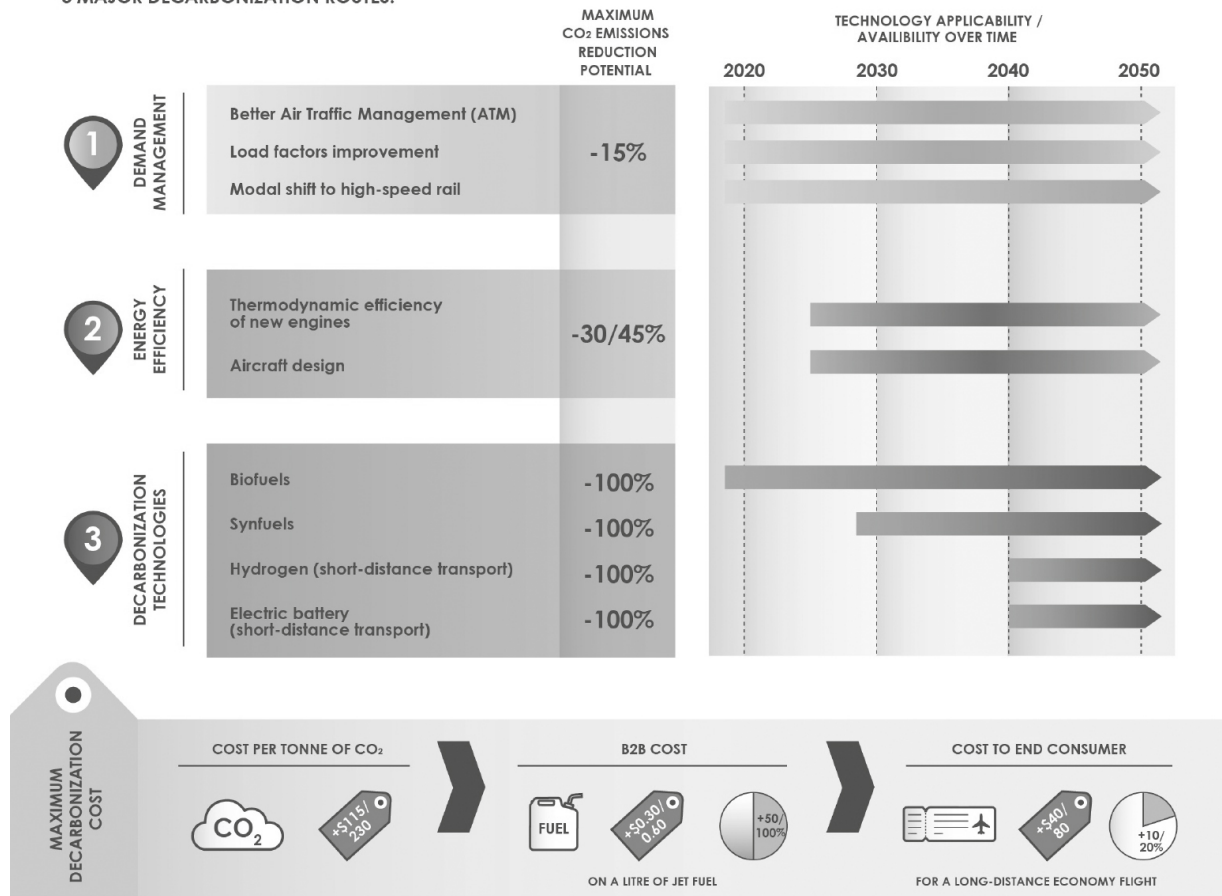 3 MAJOR DECARBONIZATION ROUTES:
MAXIMUM
CO₂ EMISSIONS
REDUCTION
POTENTIAL
TECHNOLOGY APPLICABILITY /
AVAILIBILITY OVER TIME
2020 2030 2040 2050
1
DEMAND
MANAGEMENT
Better Air Traffic Management (ATM)
Load factors improvement
Modal shift to high-speed rail
-15%
2
ENERGY
EFFICIENCY
Thermodynamic efficiency
of new engines
Aircraft design
-30/45%
3
DECARBONIZATION
TECHNOLOGIES
Biofuels
-100%
Synfuels
-100%
Hydrogen (short-distance transport)
-100%
Electric battery
(short-distance transport)
-100%
MAXIMUM
DECARBONIZATION
COST
COST PER TONNE OF CO₂
CO₂
+$115/
230
B2B COST
FUEL
+$0.30/
0.60
+50/
100%
ON A LITRE OF JET FUEL
COST TO END CONSUMER
+$40/
80
+10/
20%
FOR A LONG-DISTANCE ECONOMY FLIGHT